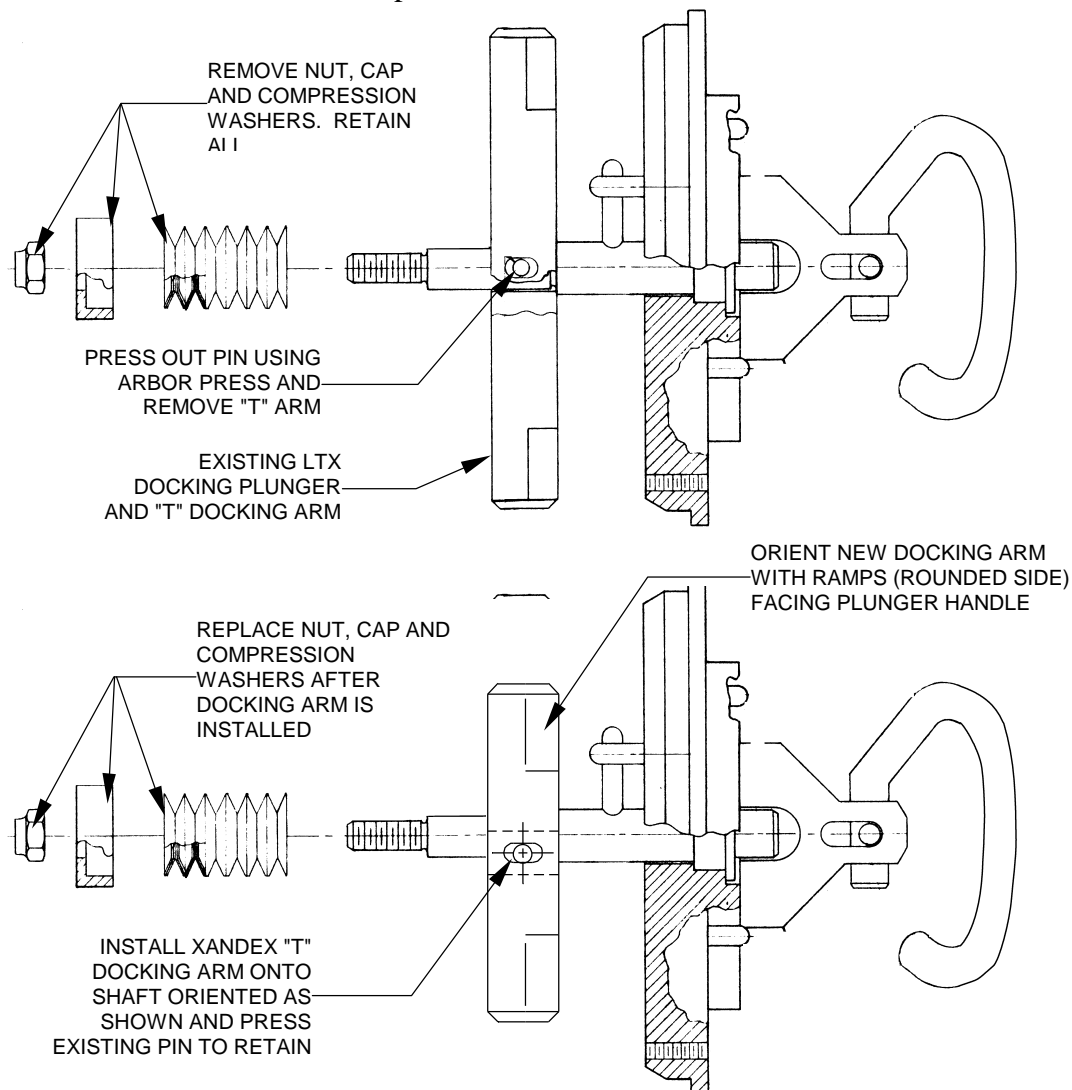 REMOVE NUT, CAP
AND COMPRESSION
WASHERS. RETAIN
ALL
PRESS OUT PIN USING
ARBOR PRESS AND
REMOVE "T" ARM
EXISTING LTX
DOCKING PLUNGER
AND "T" DOCKING ARM
ORIENT NEW DOCKING ARM
WITH RAMPS (ROUNDED SIDE)
FACING PLUNGER HANDLE
REPLACE NUT, CAP AND
COMPRESSION
WASHERS AFTER
DOCKING ARM IS
INSTALLED
INSTALL XANDEX "T"
DOCKING ARM ONTO
SHAFT ORIENTED AS
SHOWN AND PRESS
EXISTING PIN TO RETAIN